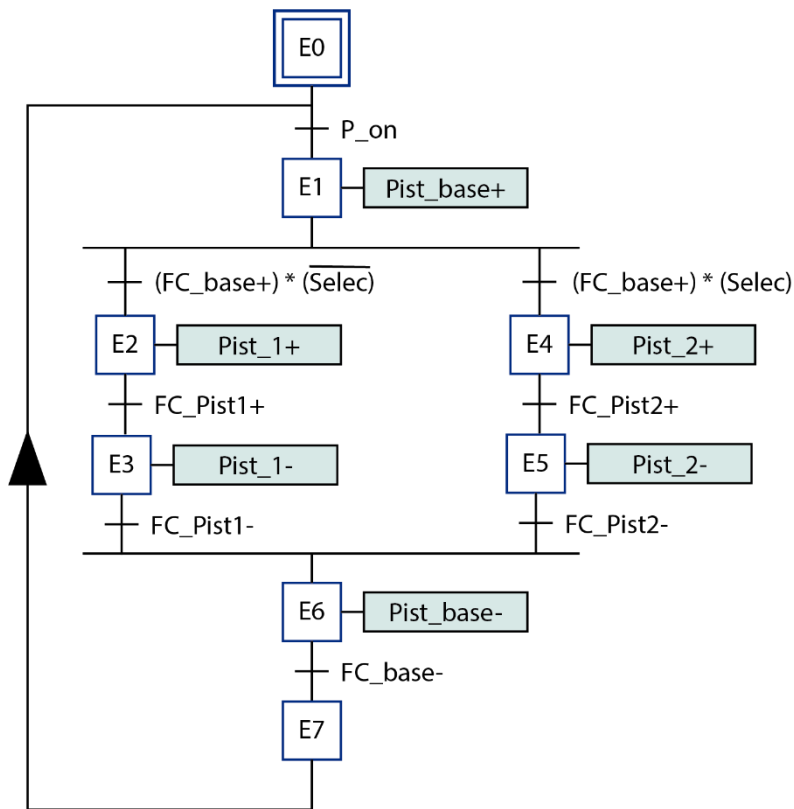 E0
P_on
E1 Pist_base+
(FC_base+) * (S̅e̅l̅e̅c̅) (FC_base+) * (Selec)
E2 Pist_1+ E4 Pist_2+
FC_Pist1+ FC_Pist2+
E3 Pist_1- E5 Pist_2-
FC_Pist1- FC_Pist2-
E6 Pist_base-
FC_base-
E7